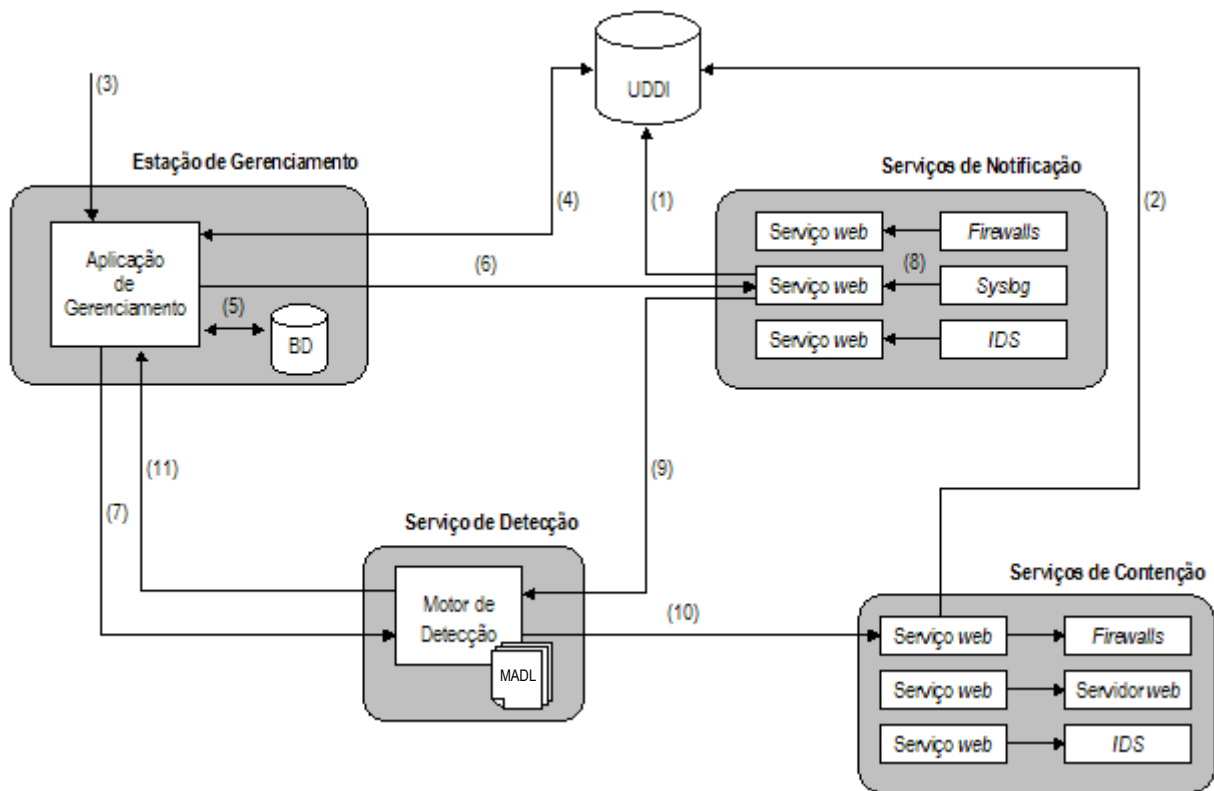 UDDI
(3)
Estação de Gerenciamento
(4)
(1)
Serviços de Notificação
(2)
Aplicação
de
Gerenciamento
(5)
BD
(6)
Serviço web
Firewalls
(8)
Serviço web
Syslog
Serviço web
IDS
(11)
(7)
(9)
Serviço de Detecção
Motor de
Detecção
MADL
(10)
Serviços de Contenção
Serviço web
Firewalls
Serviço web
Servidor web
Serviço web
IDS